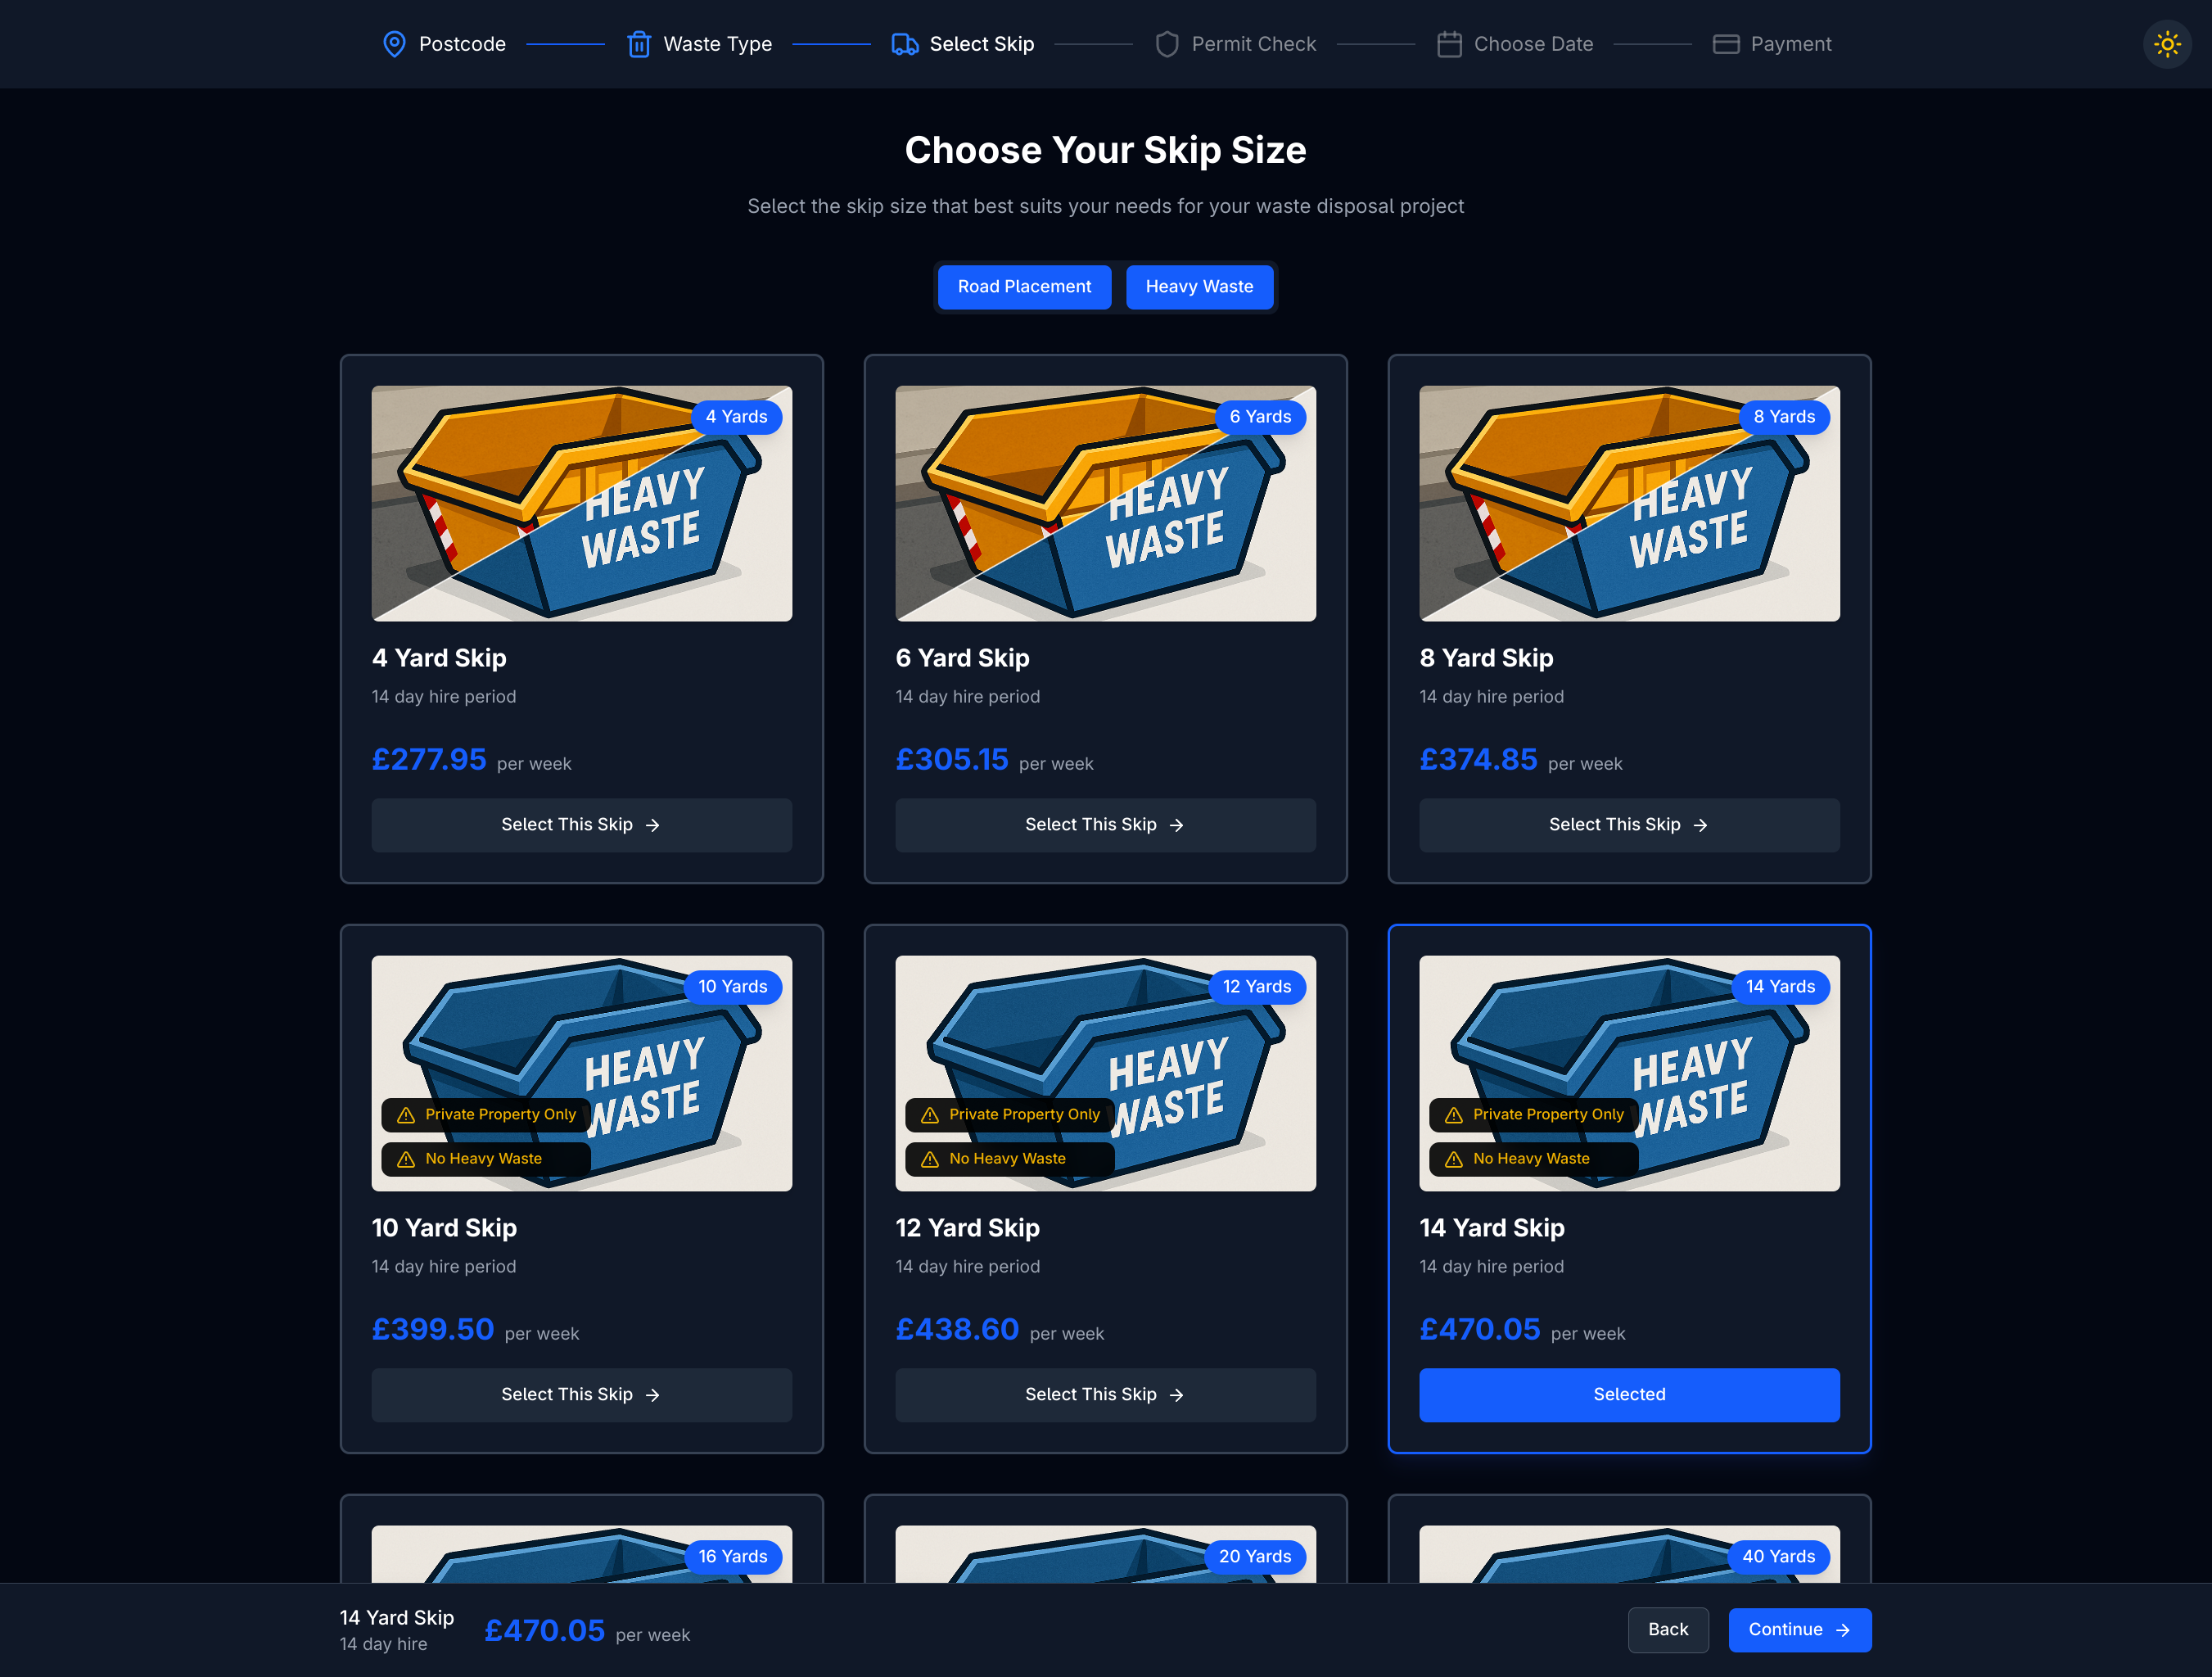 Postcode
Waste Type
Select Skip
Permit Check
Choose Date
Payment
Choose Your Skip Size
Select the skip size that best suits your needs for your waste disposal project
Road Placement
Heavy Waste
4 Yards
HEAVY
WASTE
4 Yard Skip
14 day hire period
£277.95 per week
Select This Skip
6 Yards
HEAVY
WASTE
6 Yard Skip
14 day hire period
£305.15 per week
Select This Skip
8 Yards
HEAVY
WASTE
8 Yard Skip
14 day hire period
£374.85 per week
Select This Skip
10 Yards
HEAVY
WASTE
Private Property Only
No Heavy Waste
10 Yard Skip
14 day hire period
£399.50 per week
Select This Skip
12 Yards
HEAVY
WASTE
Private Property Only
No Heavy Waste
12 Yard Skip
14 day hire period
£438.60 per week
Select This Skip
14 Yards
HEAVY
WASTE
Private Property Only
No Heavy Waste
14 Yard Skip
14 day hire period
£470.05 per week
Selected
16 Yards
20 Yards
40 Yards
14 Yard Skip
14 day hire
£470.05 per week
Back
Continue